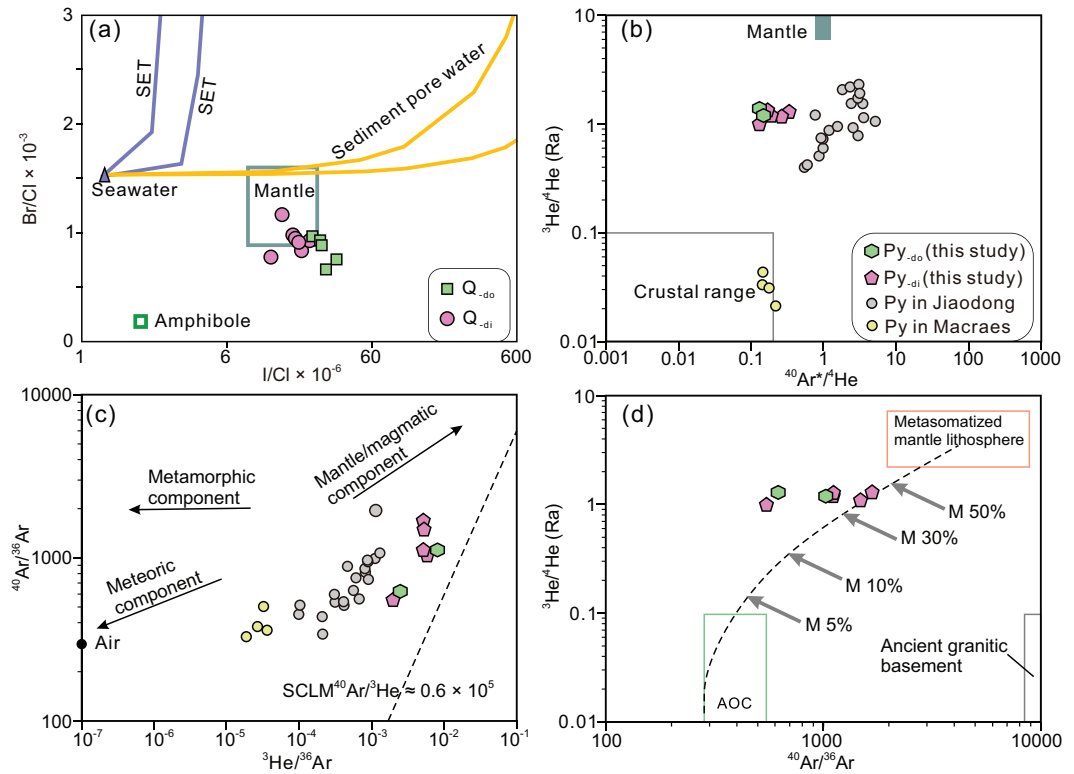 (a)
3
2
1
0
Br/Cl × 10⁻³
SET
SET
Sediment pore water
Seawater
Mantle
Amphibole
Q-do
Q-di
1
6
60
600
I/Cl × 10⁻⁶
(b)
10
1
0.1
0.01
³He/⁴He (Ra)
Mantle
Crustal range
Py-do (this study)
Py-di (this study)
Py in Jiaodong
Py in Macraes
0.001
0.01
0.1
1
10
100
1000
⁴⁰Ar*/⁴He
(c)
10000
1000
100
⁴⁰Ar/³⁶Ar
Metamorphic
component
Mantle/magmatic
component
Meteoric
component
Air
SCLM⁴⁰Ar/³He ≈ 0.6 × 10⁵
10⁻⁷
10⁻⁶
10⁻⁵
10⁻⁴
10⁻³
10⁻²
10⁻¹
³He/³⁶Ar
(d)
10
1
0.1
0.01
³He/⁴He (Ra)
Metasomatized
mantle lithosphere
M 50%
M 30%
M 10%
M 5%
AOC
Ancient granitic
basement
100
1000
10000
⁴⁰Ar/³⁶Ar